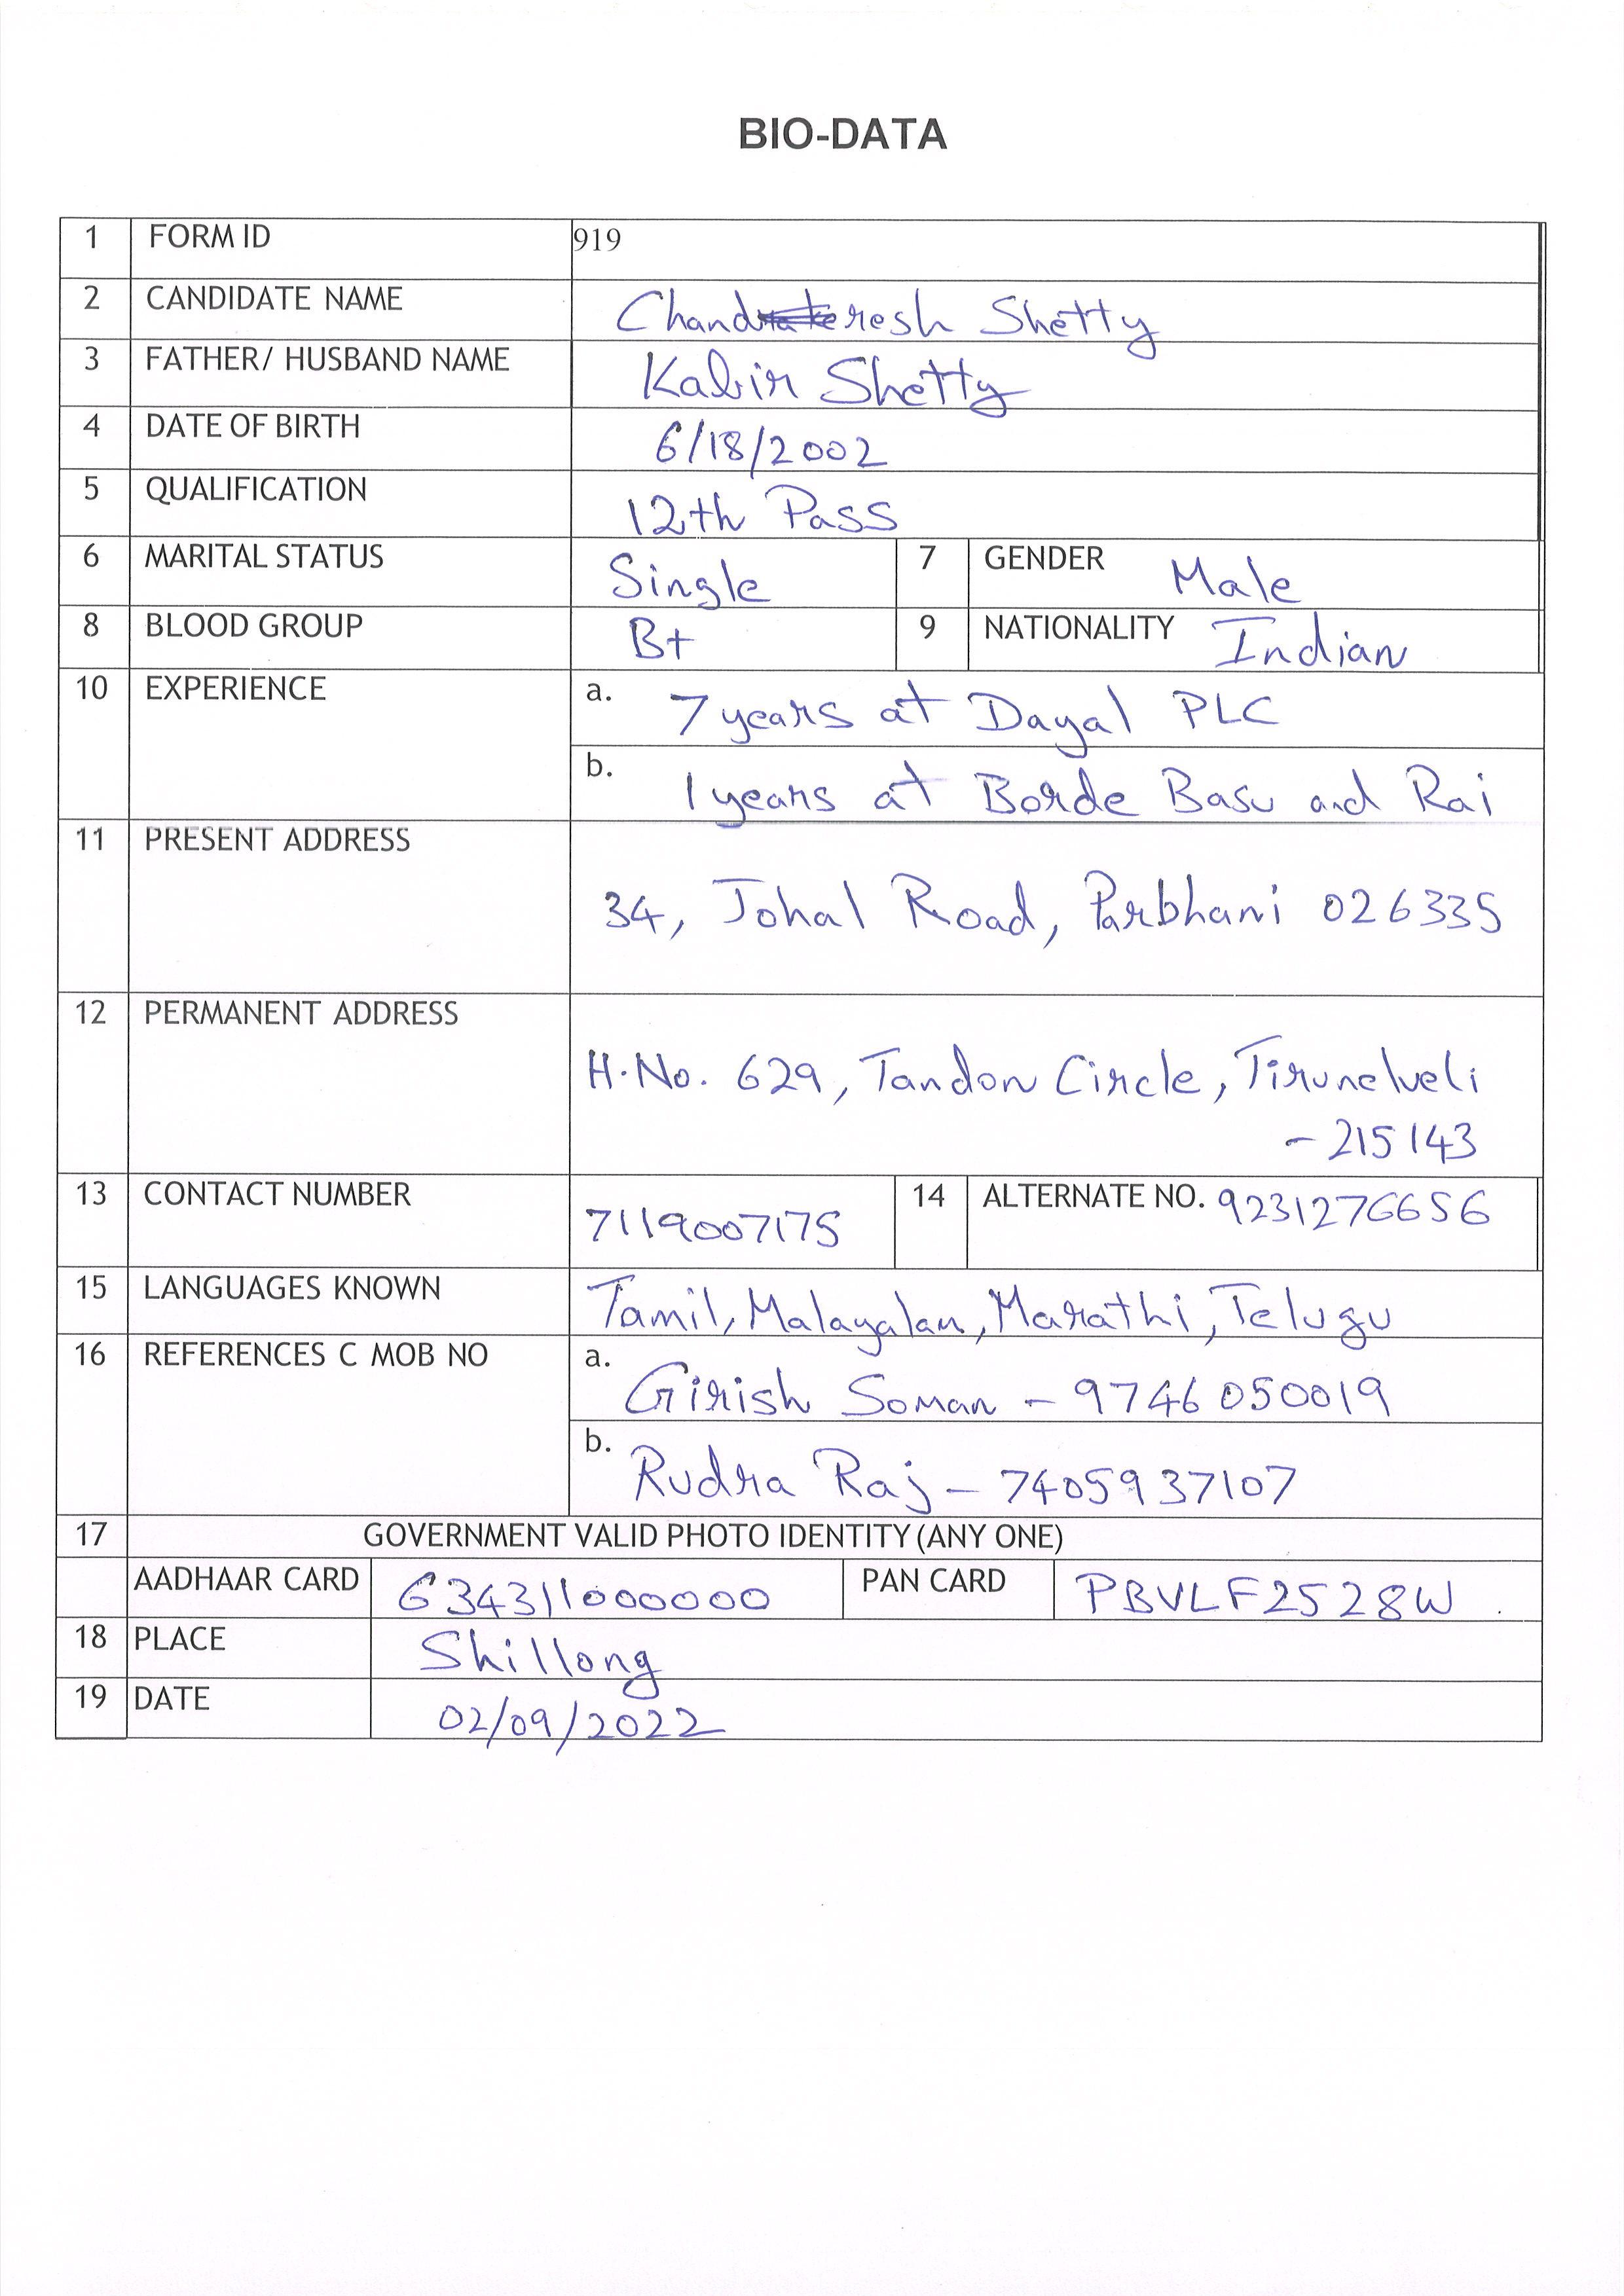 BIO-DATA
1 FORM ID 919
2 CANDIDATE NAME Chanderesh Shetty
3 FATHER/ HUSBAND NAME Kabir Shetty
4 DATE OF BIRTH 6/18/2002
5 QUALIFICATION 12th Pass
6 MARITAL STATUS Single 7 GENDER Male
8 BLOOD GROUP B+ 9 NATIONALITY Indian
10 EXPERIENCE a. 7 years at Dayal PLC
b. 1 years at Borde Basu and Rai
11 PRESENT ADDRESS
34, Johal Road, Parbhani 026335
12 PERMANENT ADDRESS
H.No. 629, Tandon Circle, Tirunelveli
- 215143
13 CONTACT NUMBER 7119007175 14 ALTERNATE NO. 9231276656
15 LANGUAGES KNOWN Tamil, Malayalam, Marathi, Telugu
16 REFERENCES C MOB NO a. Girish Soman - 9746050019
b. Rudra Raj - 7405937107
17 GOVERNMENT VALID PHOTO IDENTITY (ANY ONE)
AADHAAR CARD 634311000000 PAN CARD PBVLF2528W
18 PLACE Shillong
19 DATE 02/09/2022